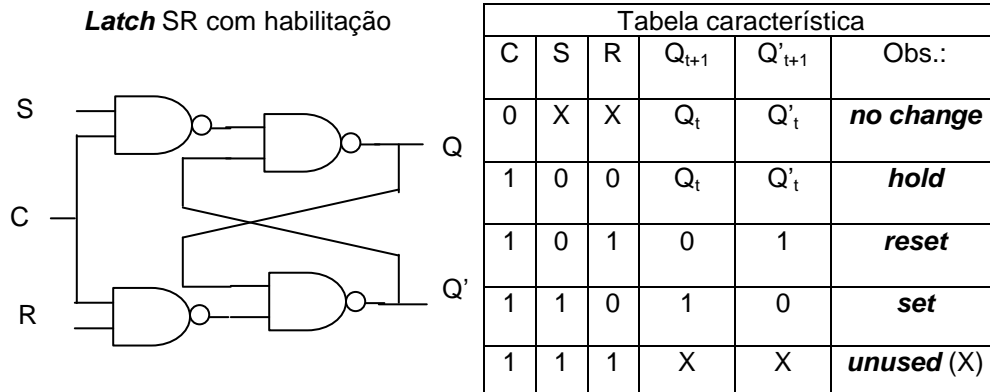 Latch SR com habilitação
S
C
R
Q
Q'
Tabela característica
C S R Qt+1 Q't+1 Obs.:
0 X X Qt Q't no change
1 0 0 Qt Q't hold
1 0 1 0 1 reset
1 1 0 1 0 set
1 1 1 X X unused (X)